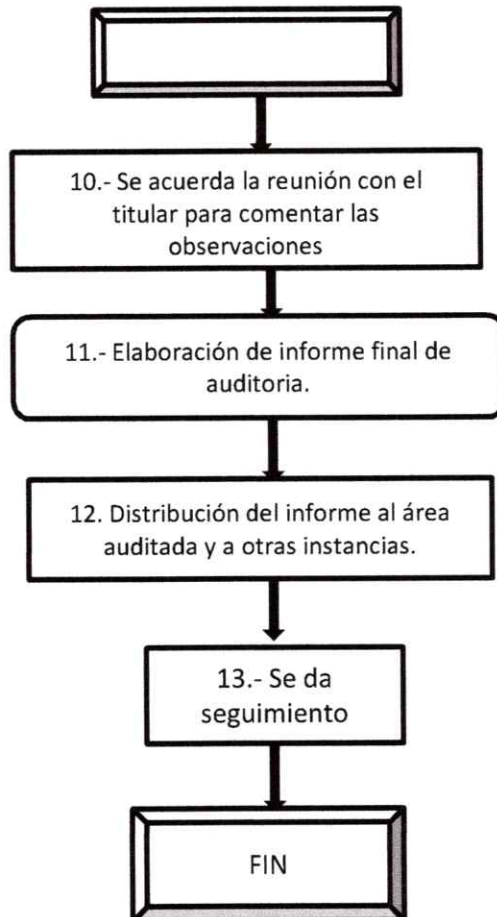 10.- Se acuerda la reunión con el
titular para comentar las
observaciones
11.- Elaboración de informe final de
auditoria.
12. Distribución del informe al área
auditada y a otras instancias.
13.- Se da
seguimiento
FIN